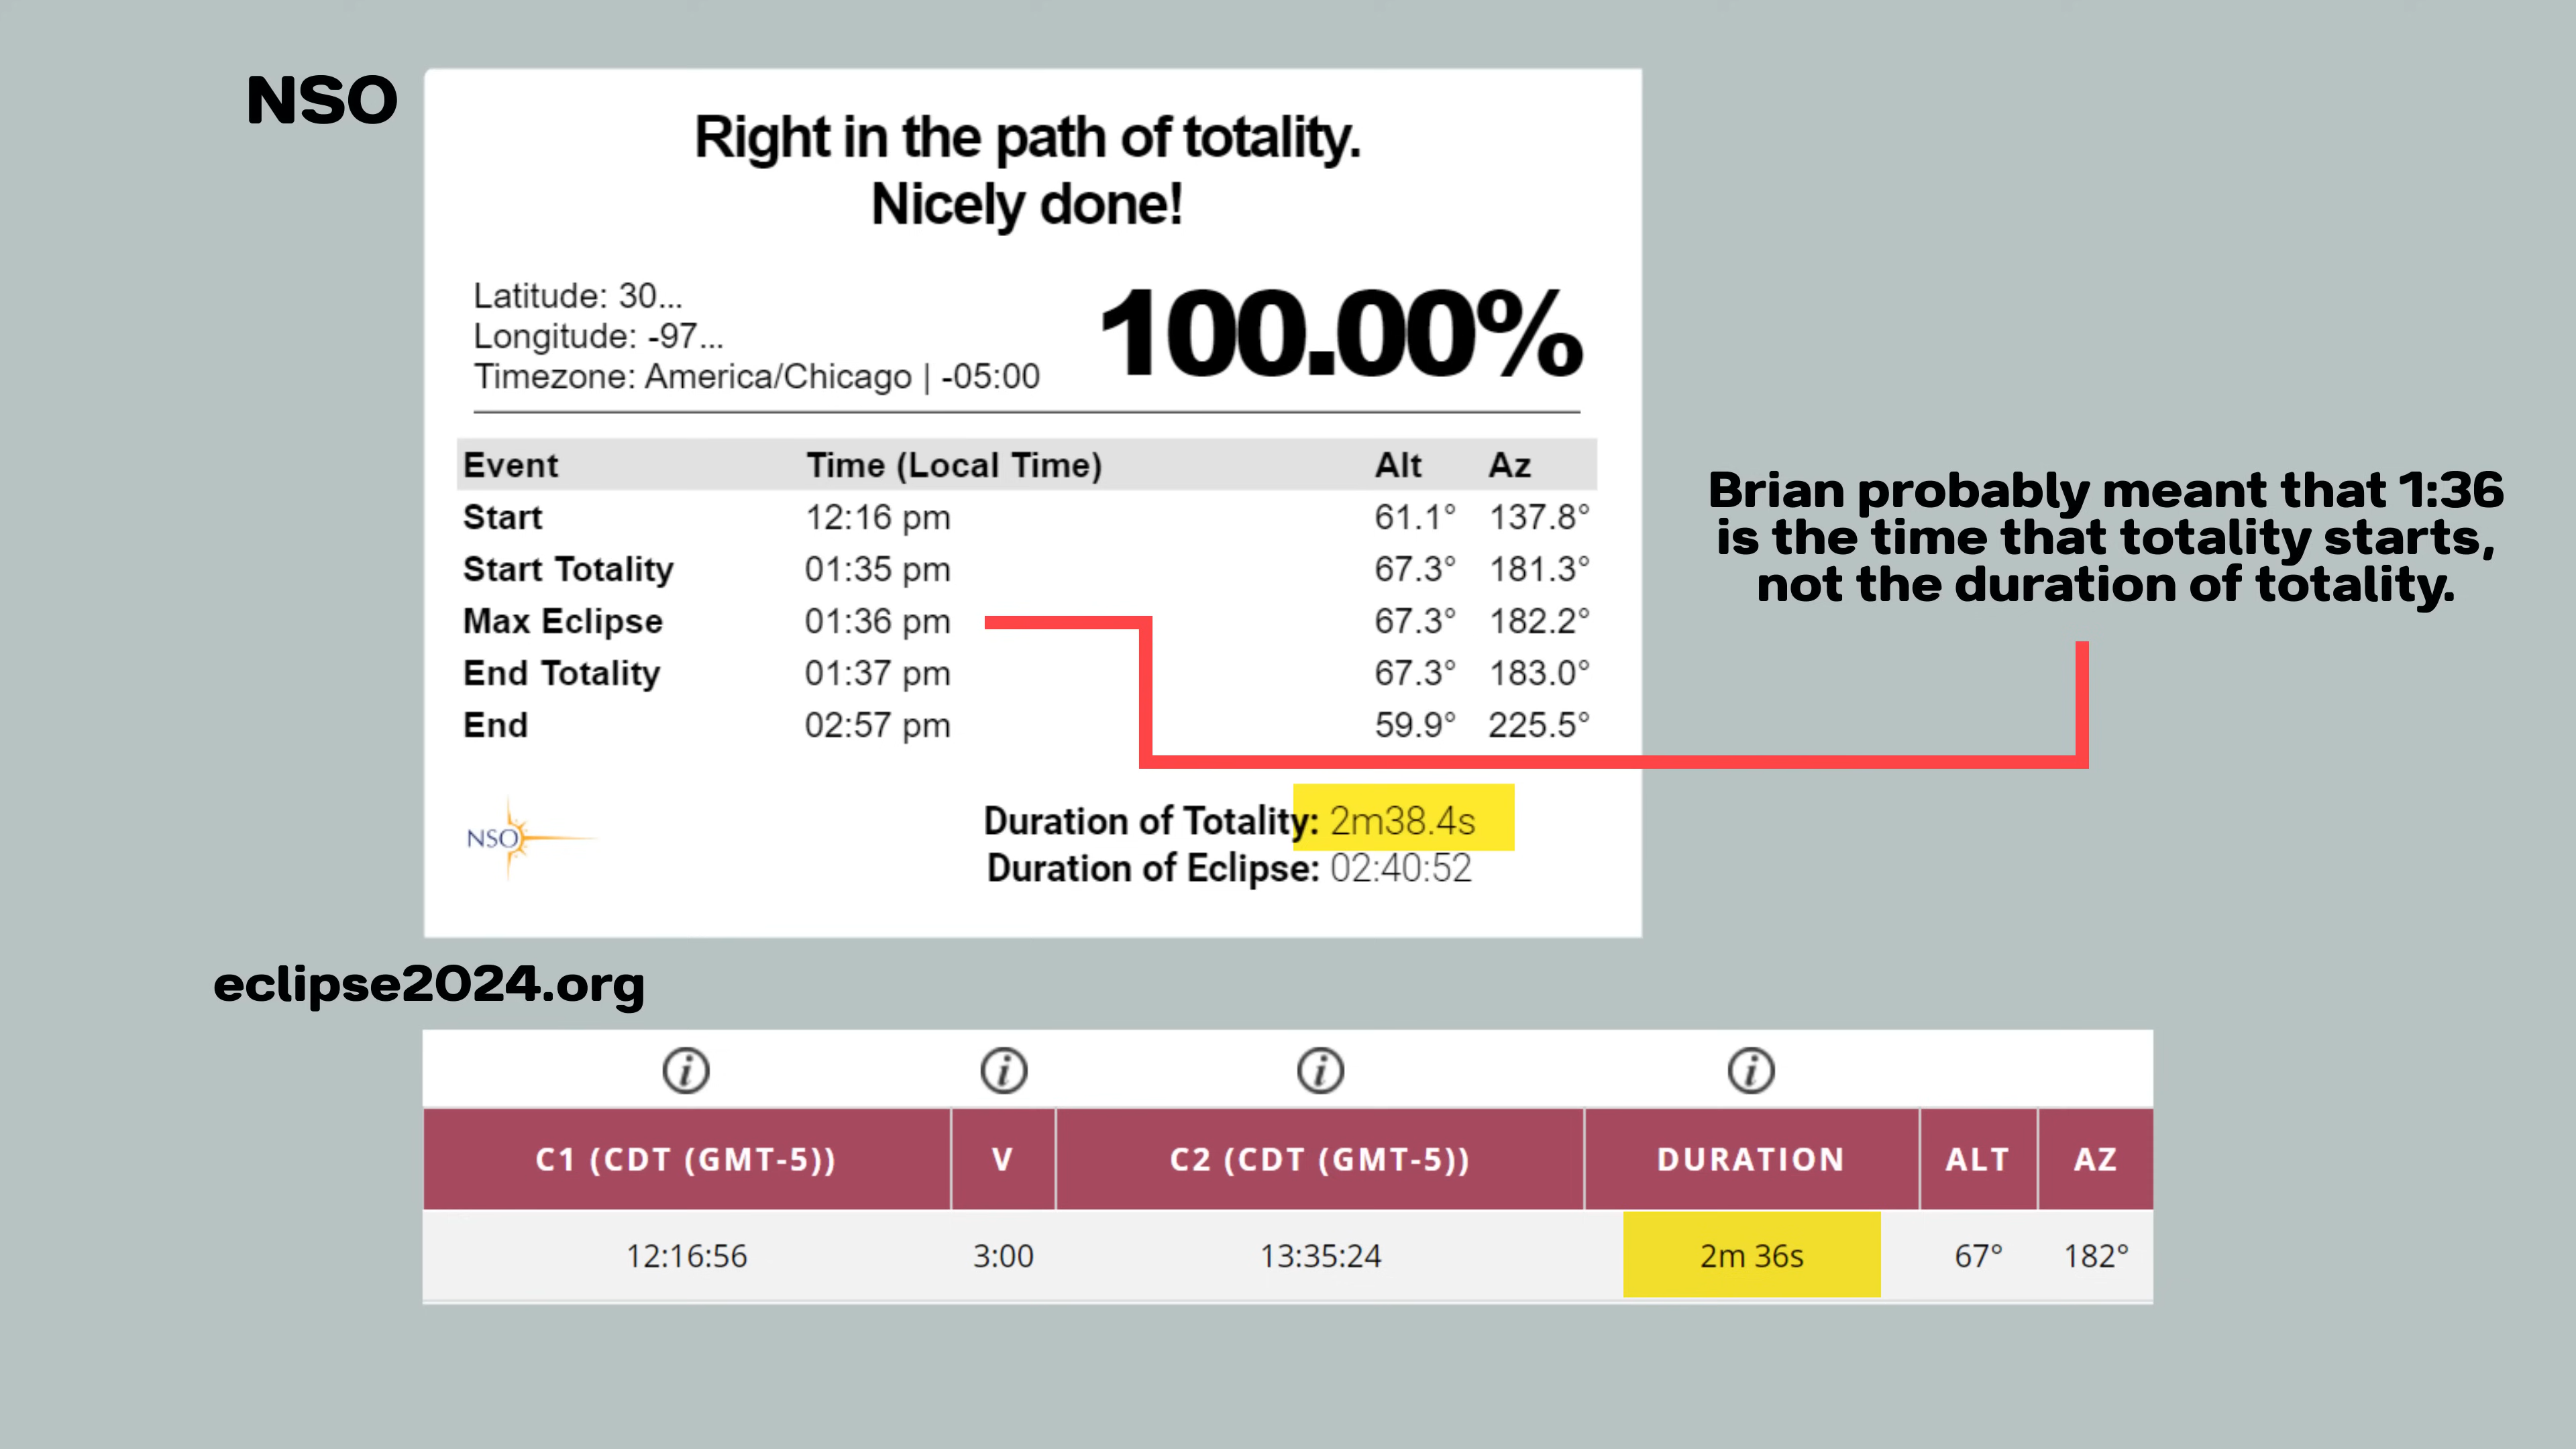 NSO
Right in the path of totality.
Nicely done!
Latitude: 30...
Longitude: -97...
Timezone: America/Chicago | -05:00
100.00%
Event Time (Local Time) Alt Az
Start 12:16 pm 61.1° 137.8°
Start Totality 01:35 pm 67.3° 181.3°
Max Eclipse 01:36 pm 67.3° 182.2°
End Totality 01:37 pm 67.3° 183.0°
End 02:57 pm 59.9° 225.5°
Brian probably meant that 1:36
is the time that totality starts,
not the duration of totality.
NSO
Duration of Totality: 2m38.4s
Duration of Eclipse: 02:40:52
eclipse2024.org
i i i i
C1 (CDT (GMT-5)) V C2 (CDT (GMT-5)) DURATION ALT AZ
12:16:56 3:00 13:35:24 2m 36s 67° 182°